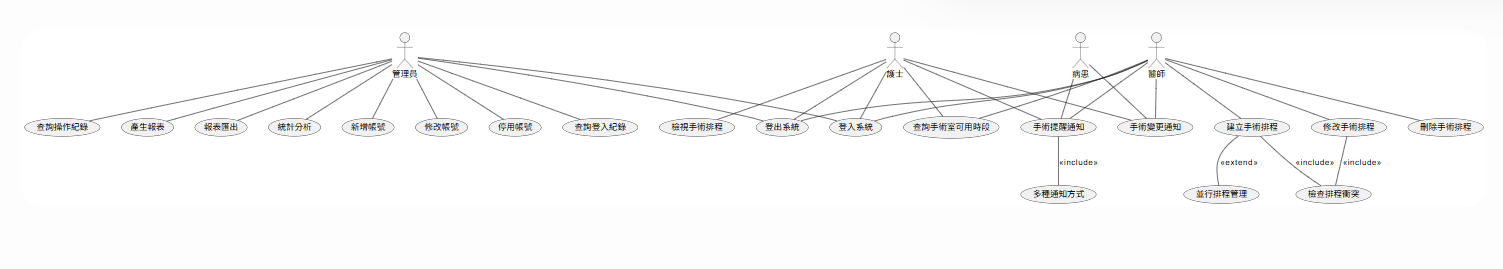 管理員
護士
病患
醫師
查詢操作紀錄
產生報表
報表匯出
統計分析
新增帳號
修改帳號
停用帳號
查詢登入紀錄
檢視手術排程
登出系統
登入系統
查詢手術室可用時段
手術提醒通知
手術變更通知
建立手術排程
修改手術排程
刪除手術排程
«include»
«extend»
«include»
«include»
多種通知方式
並行排程管理
檢查排程衝突